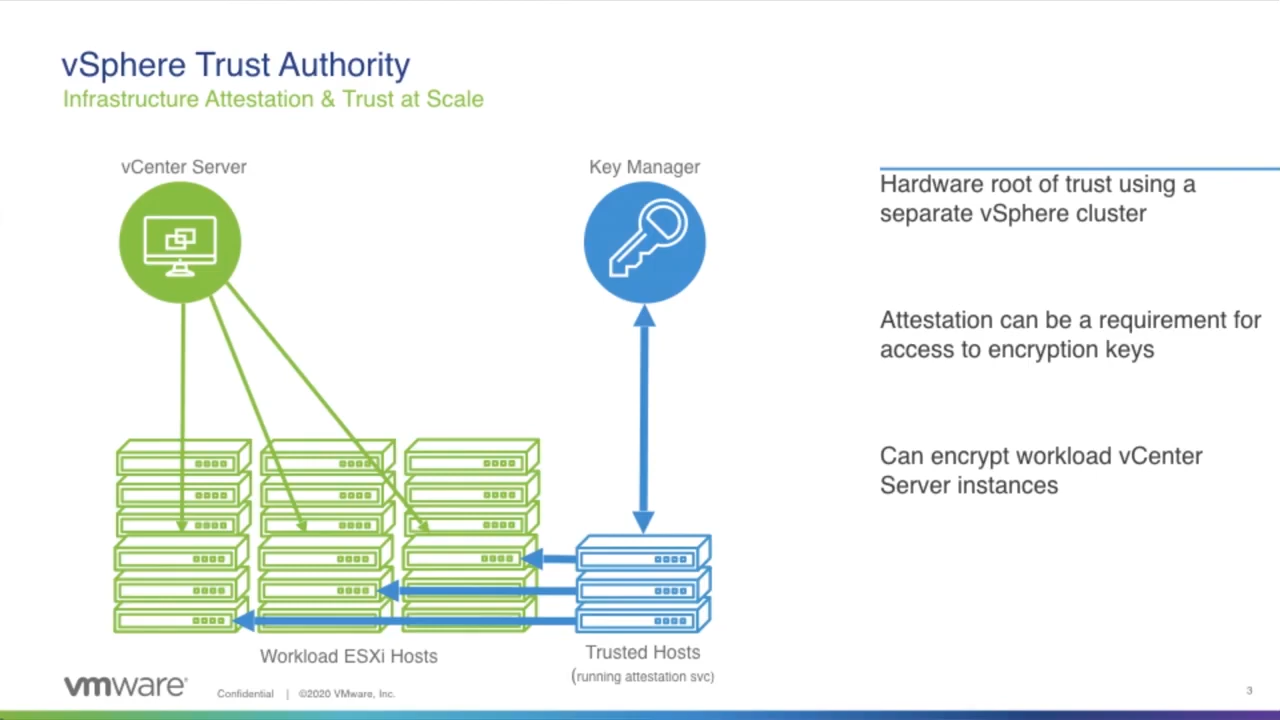 vSphere Trust Authority
Infrastructure Attestation & Trust at Scale
vCenter Server
Key Manager
Hardware root of trust using a
separate vSphere cluster
Attestation can be a requirement for
access to encryption keys
Can encrypt workload vCenter
Server instances
Workload ESXi Hosts
Trusted Hosts
(running attestation svc)
vmware®
Confidential | ©2020 VMware, Inc.
3